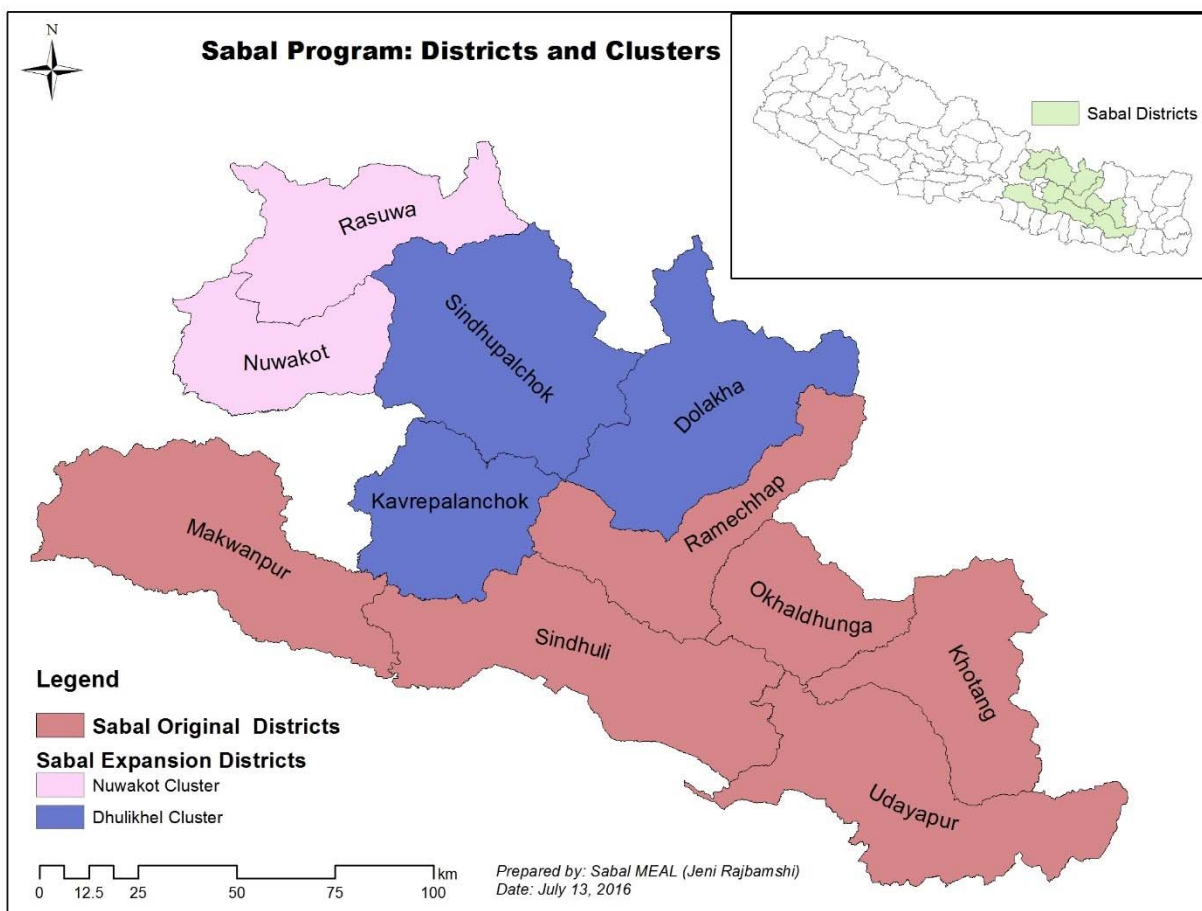 N
Sabal Program: Districts and Clusters
Sabal Districts
Rasuwa
Nuwakot
Sindhupalchok
Dolakha
Kavrepalanchok
Ramechhap
Makwanpur
Okhaldhunga
Sindhuli
Khotang
Udayapur
Legend
Sabal Original Districts
Sabal Expansion Districts
Nuwakot Cluster
Dhulikhel Cluster
km
0 12.5 25 50 75 100
Prepared by: Sabal MEAL (Jeni Rajbamshi)
Date: July 13, 2016